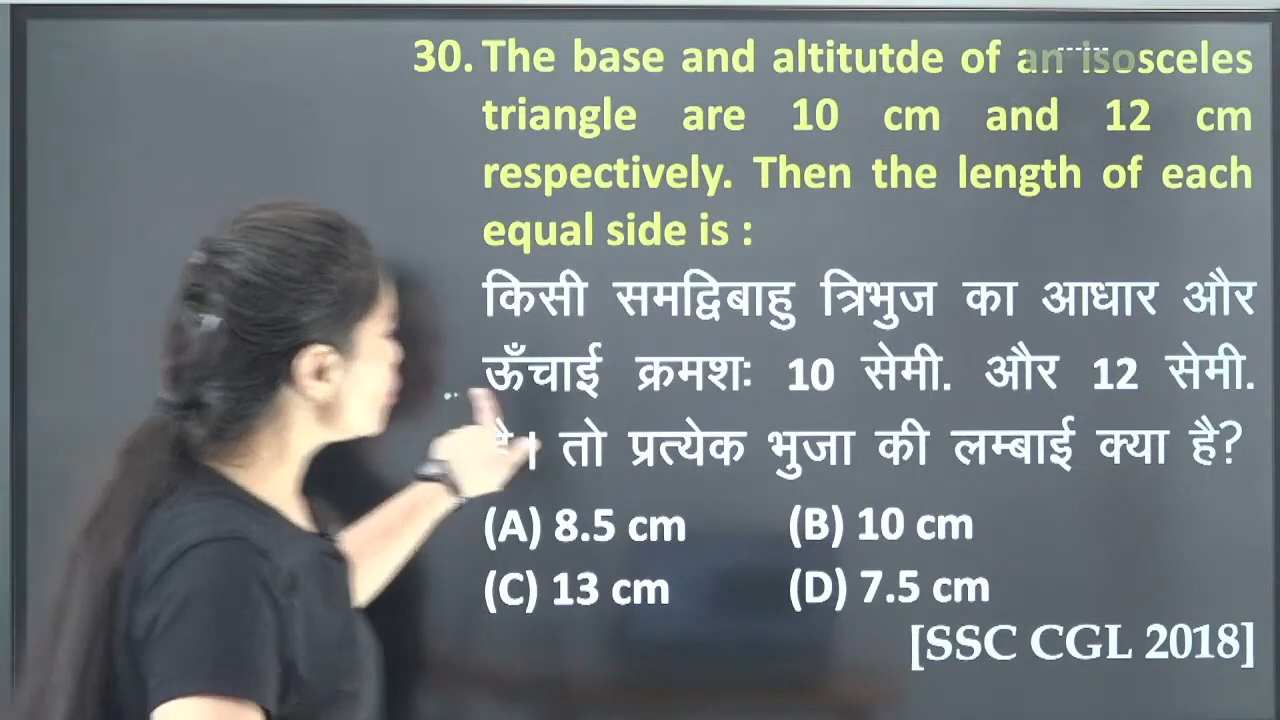 30. The base and altitutde of an isosceles
triangle are 10 cm and 12 cm
respectively. Then the length of each
equal side is :
किसी समद्विबाहु त्रिभुज का आधार और
ऊँचाई क्रमशः 10 सेमी. और 12 सेमी.
है। तो प्रत्येक भुजा की लम्बाई क्या है?
(A) 8.5 cm (B) 10 cm
(C) 13 cm (D) 7.5 cm
[SSC CGL 2018]